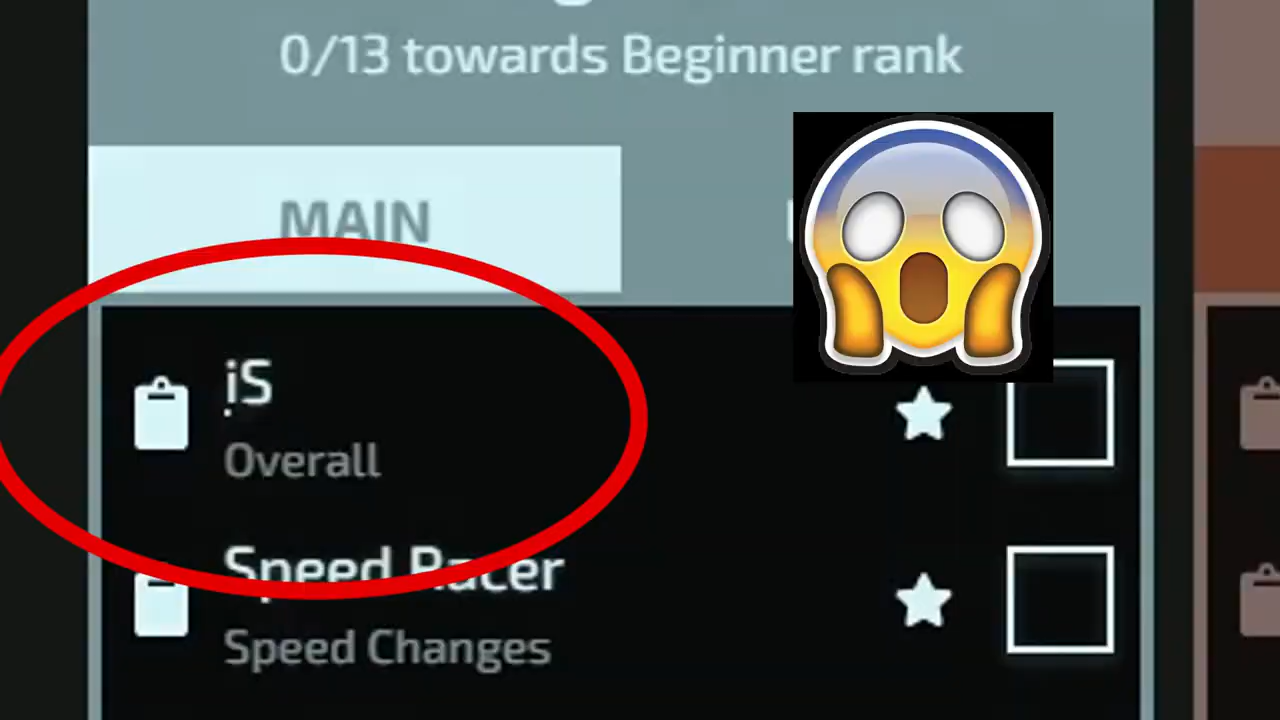 0/13 towards Beginner rank
MAIN
iS
Overall
Speed Racer
Speed Changes